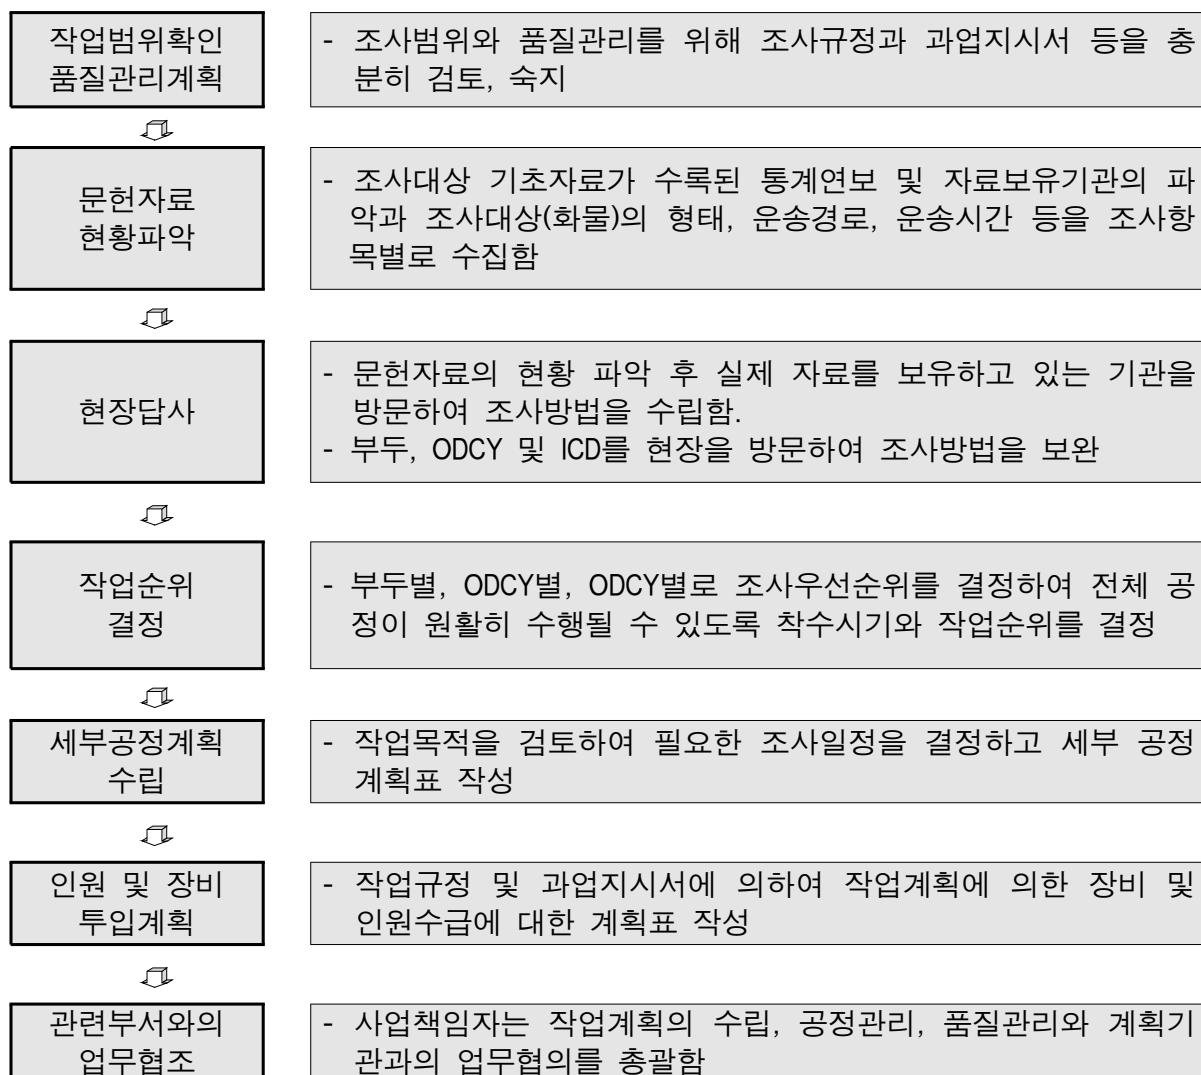 작업범위확인
품질관리계획
- 조사범위와 품질관리를 위해 조사규정과 과업지시서 등을 충
분히 검토, 숙지
문헌자료
현황파악
- 조사대상 기초자료가 수록된 통계연보 및 자료보유기관의 파
악과 조사대상(화물)의 형태, 운송경로, 운송시간 등을 조사항
목별로 수집함
현장답사
- 문헌자료의 현황 파악 후 실제 자료를 보유하고 있는 기관을
방문하여 조사방법을 수립함.
- 부두, ODCY 및 ICD를 현장을 방문하여 조사방법을 보완
작업순위
결정
- 부두별, ODCY별, ODCY별로 조사우선순위를 결정하여 전체 공
정이 원활히 수행될 수 있도록 착수시기와 작업순위를 결정
세부공정계획
수립
- 작업목적을 검토하여 필요한 조사일정을 결정하고 세부 공정
계획표 작성
인원 및 장비
투입계획
- 작업규정 및 과업지시서에 의하여 작업계획에 의한 장비 및
인원수급에 대한 계획표 작성
관련부서와의
업무협조
- 사업책임자는 작업계획의 수립, 공정관리, 품질관리와 계획기
관과의 업무협의를 총괄함